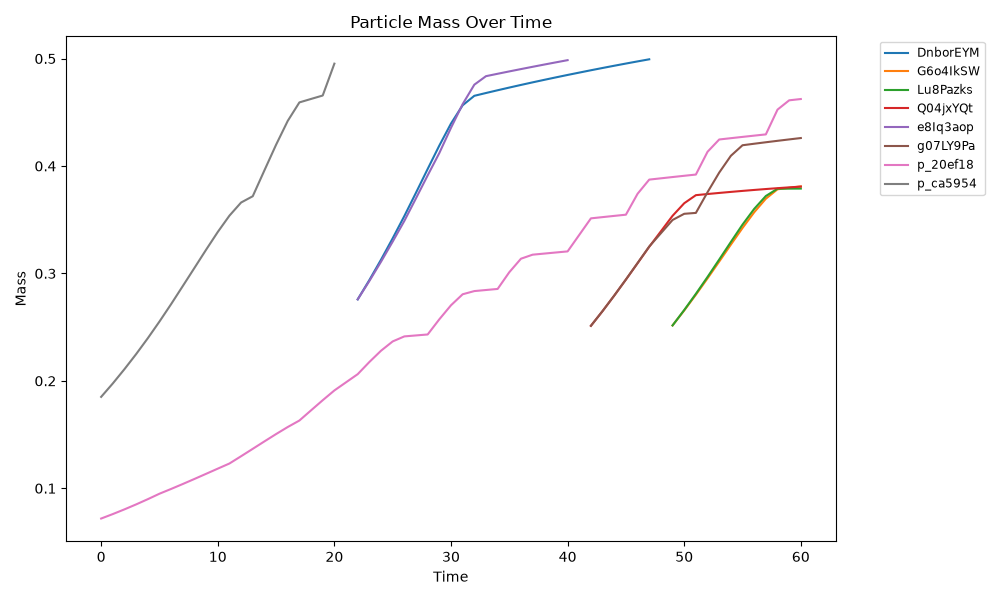 Particle Mass Over Time
Mass
0.5
0.4
0.3
0.2
0.1
0 10 20 30 40 50 60
Time
DnborEYM
G6o4IkSW
Lu8Pazks
Q04jxYQt
e8Iq3aop
g07LY9Pa
p_20ef18
p_ca5954